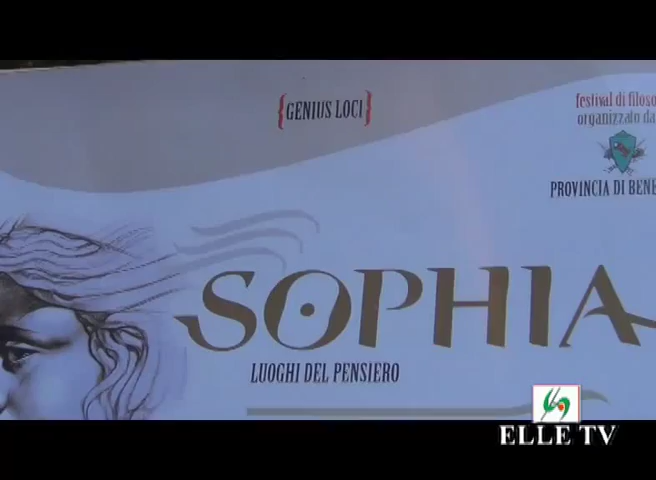 {GENIUS LOCI}
festival di filoso
organizzato da
PROVINCIA DI BENE
SOPHIA
LUOGHI DEL PENSIERO
ELLE TV